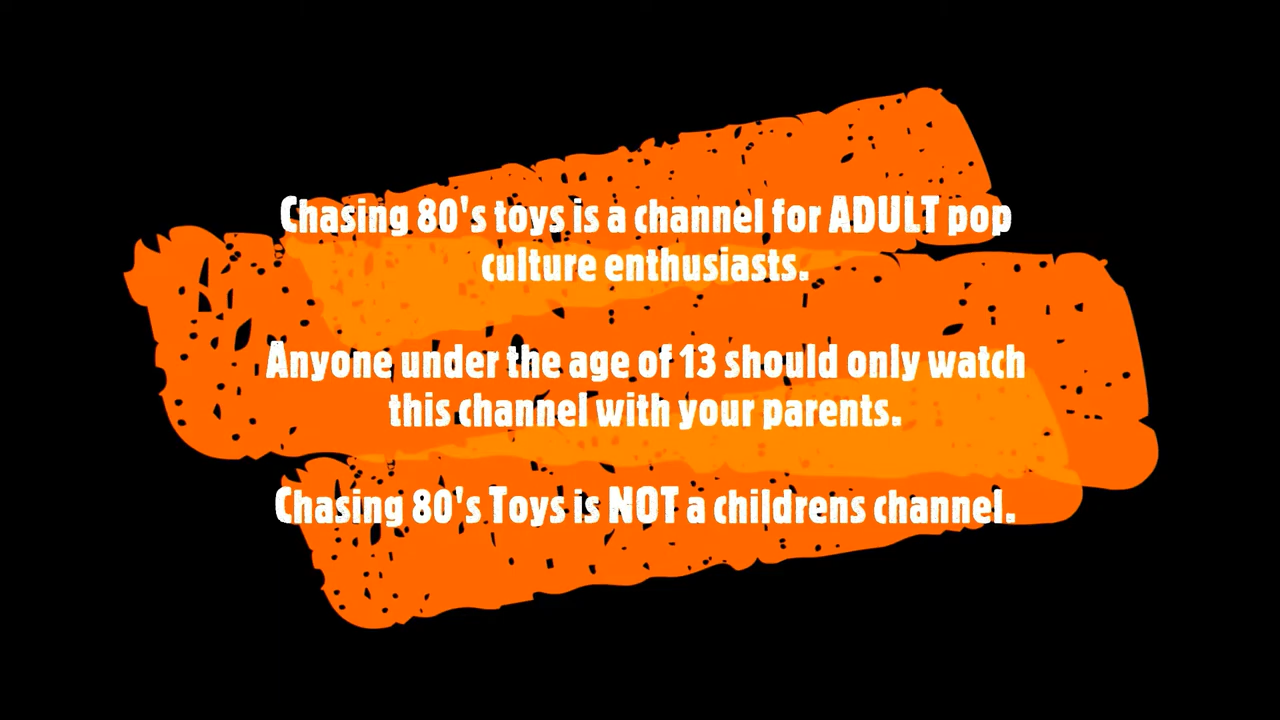 Chasing 80's toys is a channel for ADULT pop
culture enthusiasts.
Anyone under the age of 13 should only watch
this channel with your parents.
Chasing 80's Toys is NOT a childrens channel.